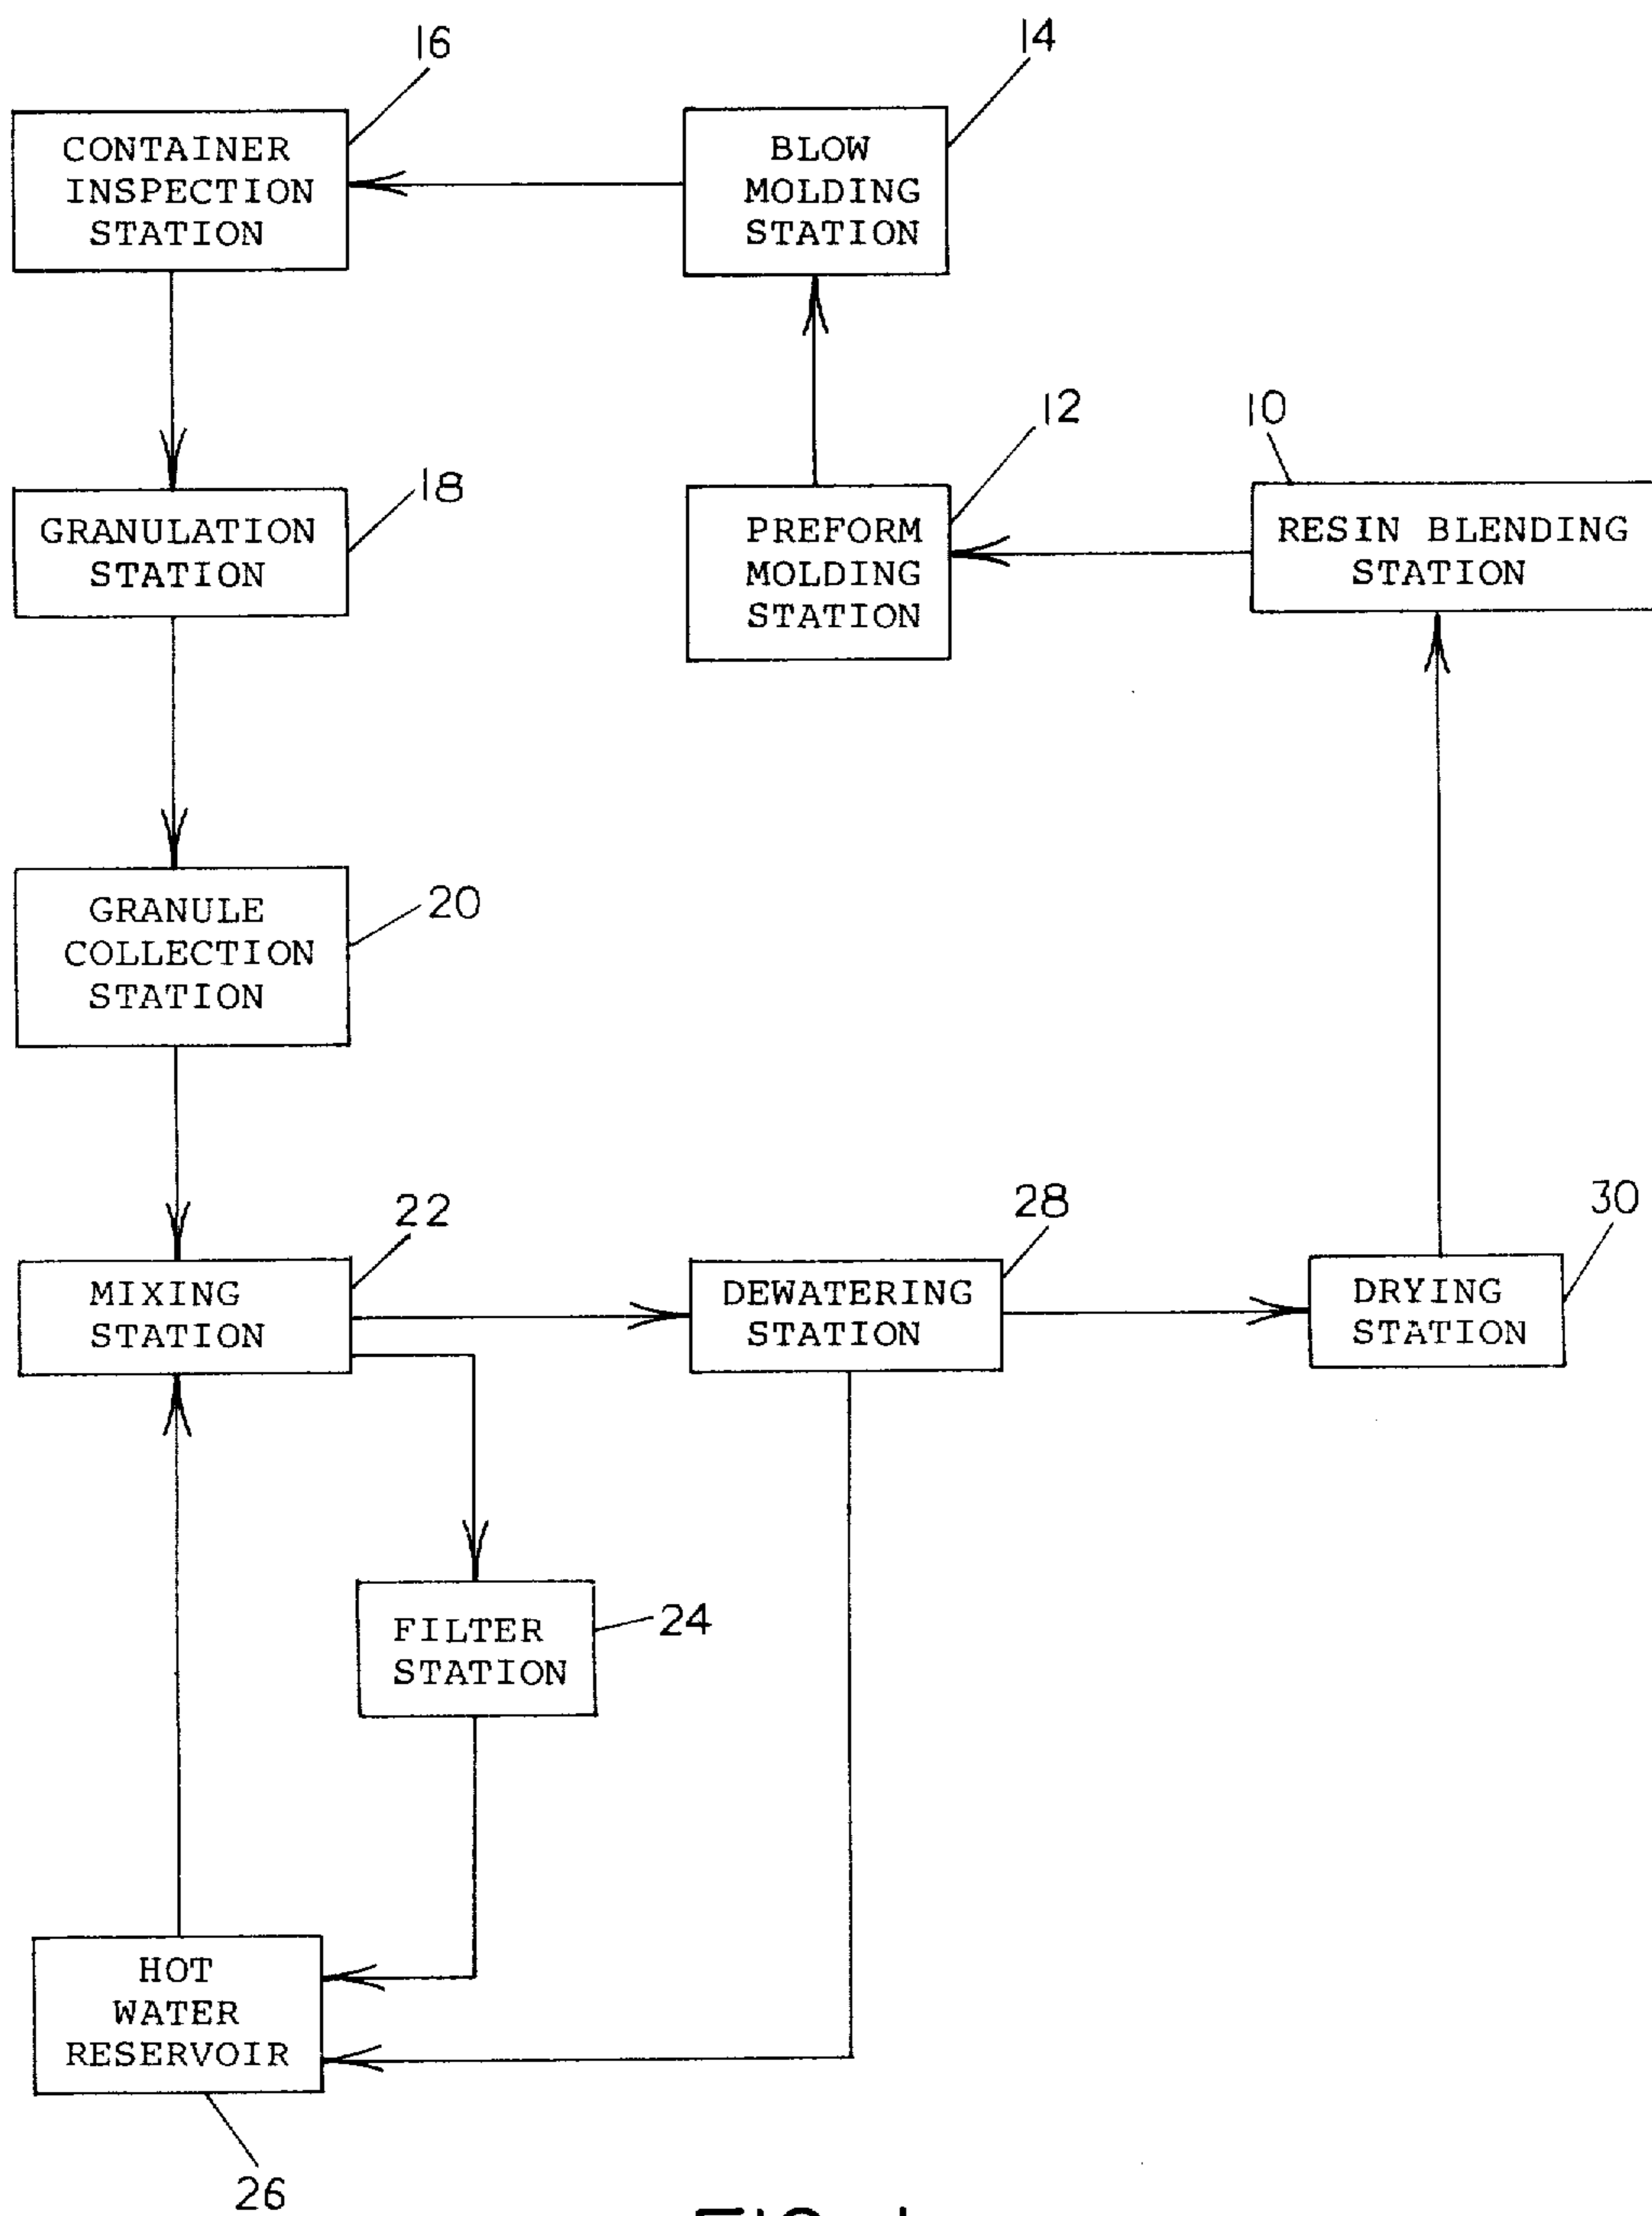 16
14
CONTAINER
INSPECTION
STATION
BLOW
MOLDING
STATION
12
10
18
GRANULATION
STATION
PREFORM
MOLDING
STATION
RESIN BLENDING
STATION
20
GRANULE
COLLECTION
STATION
22
28
30
MIXING
STATION
DEWATERING
STATION
DRYING
STATION
24
FILTER
STATION
HOT
WATER
RESERVOIR
26
FIG. 1